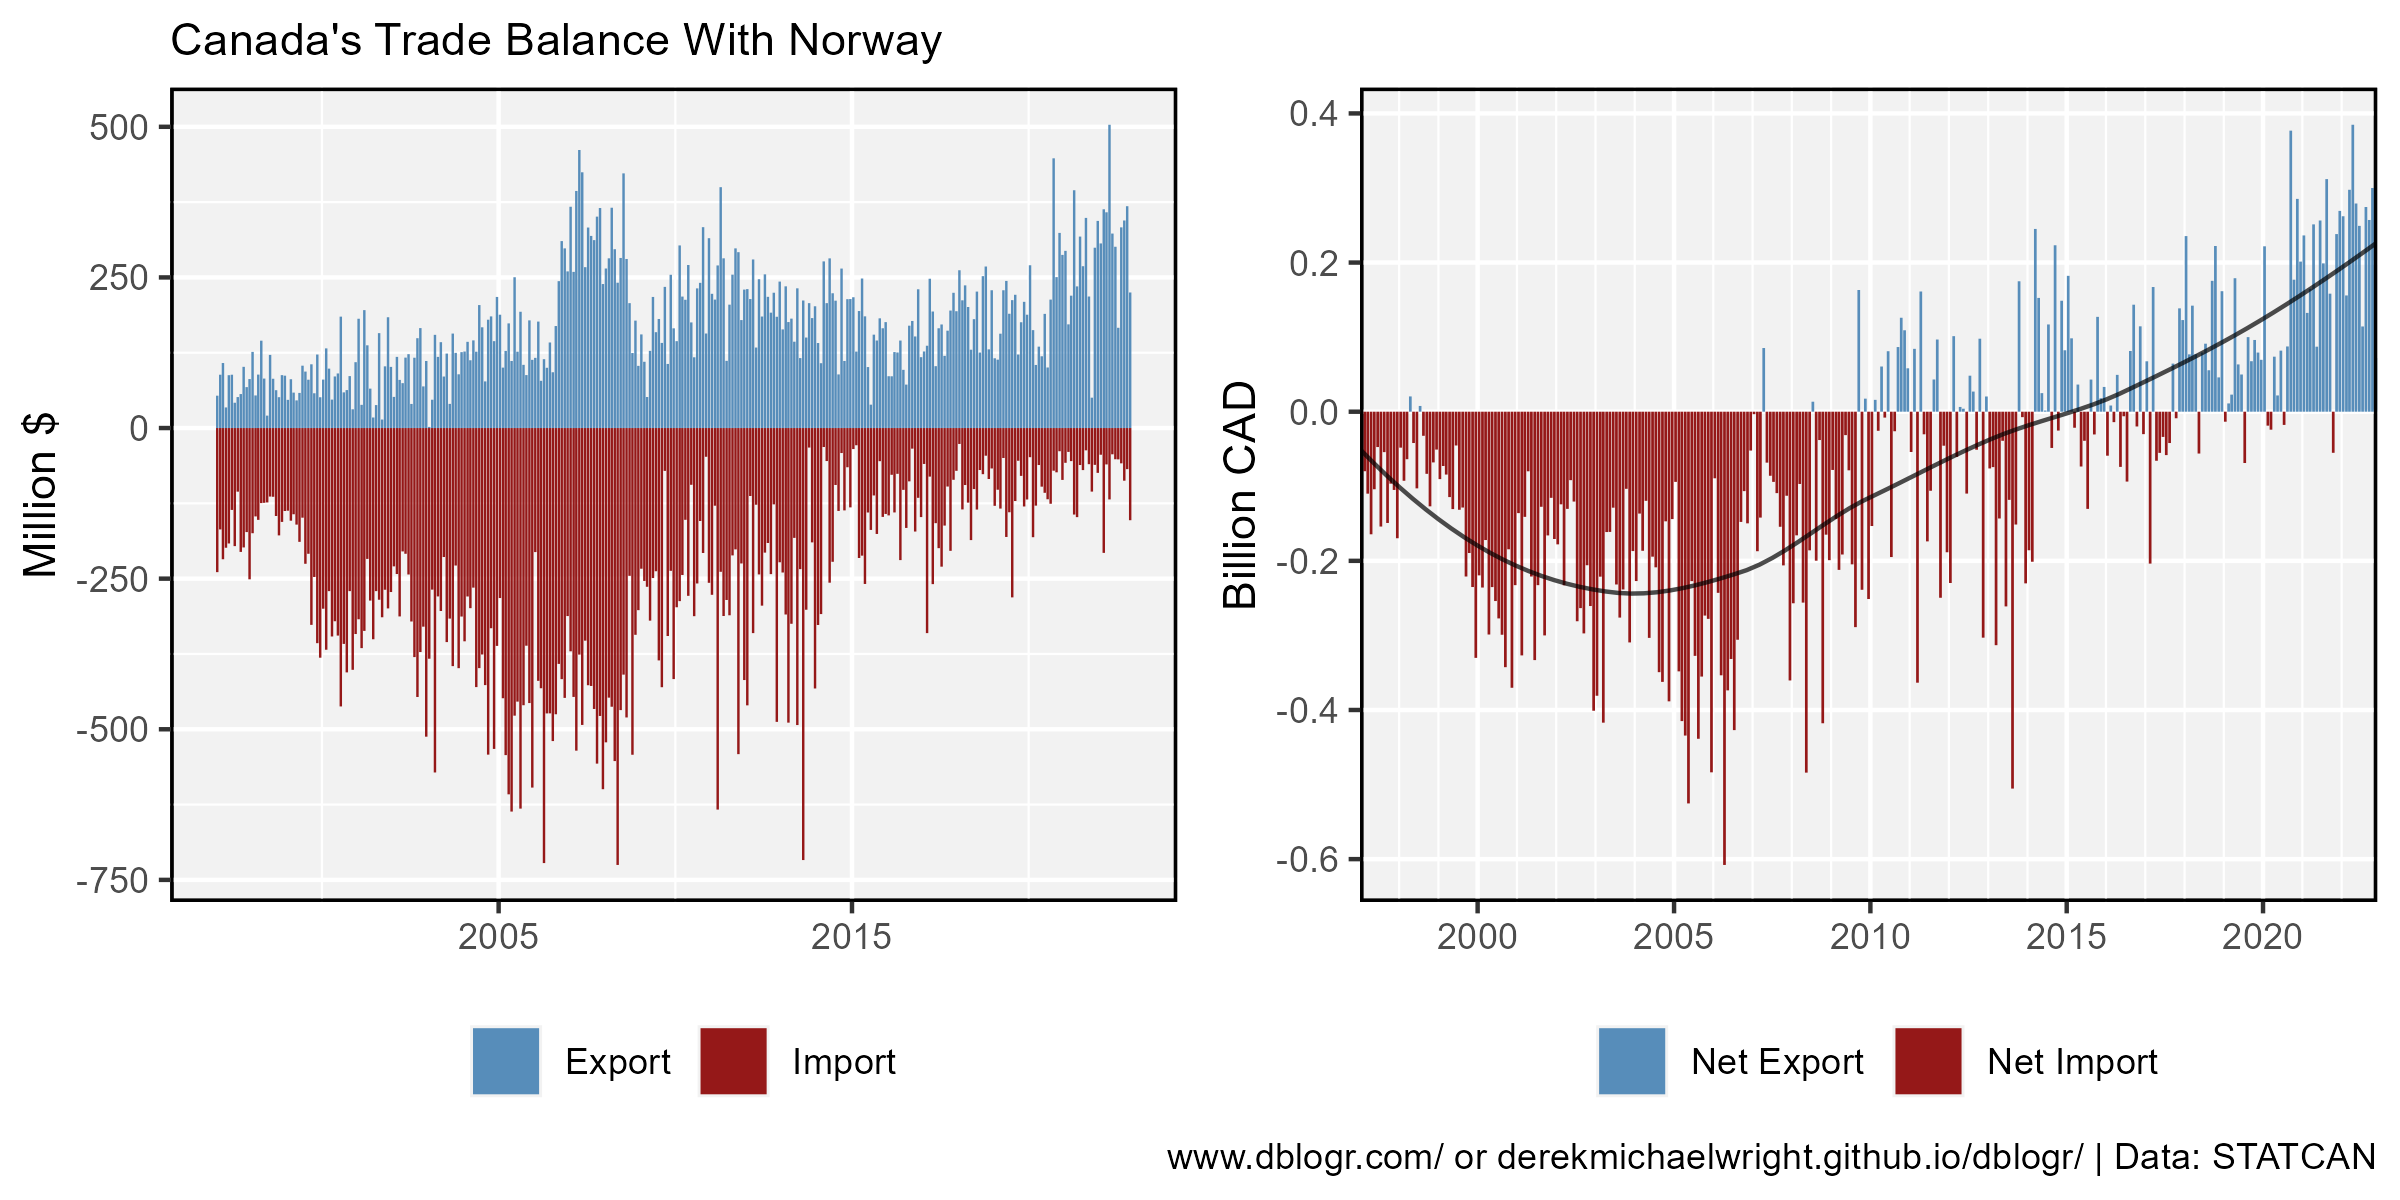 Canada's Trade Balance With Norway
Million $
500
250
0
-250
-500
-750
2005
2015
Export
Import
Billion CAD
0.4
0.2
0.0
-0.2
-0.4
-0.6
2000
2005
2010
2015
2020
Net Export
Net Import
www.dblogr.com/ or derekmichaelwright.github.io/dblogr/ | Data: STATCAN